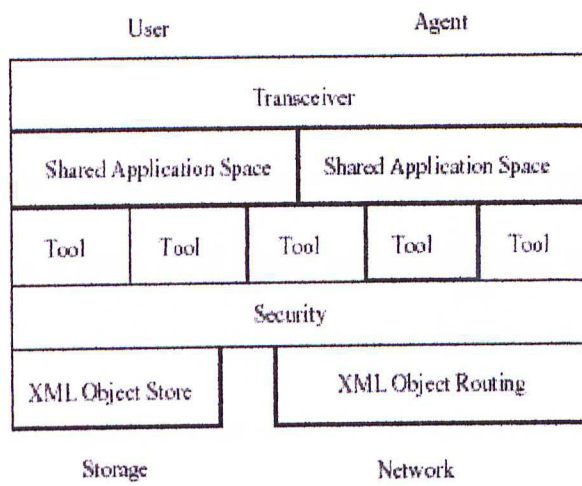 User Agent
Transceiver
Shared Application Space Shared Application Space
Tool Tool Tool Tool Tool
Security
XML Object Store XML Object Routing
Storage Network